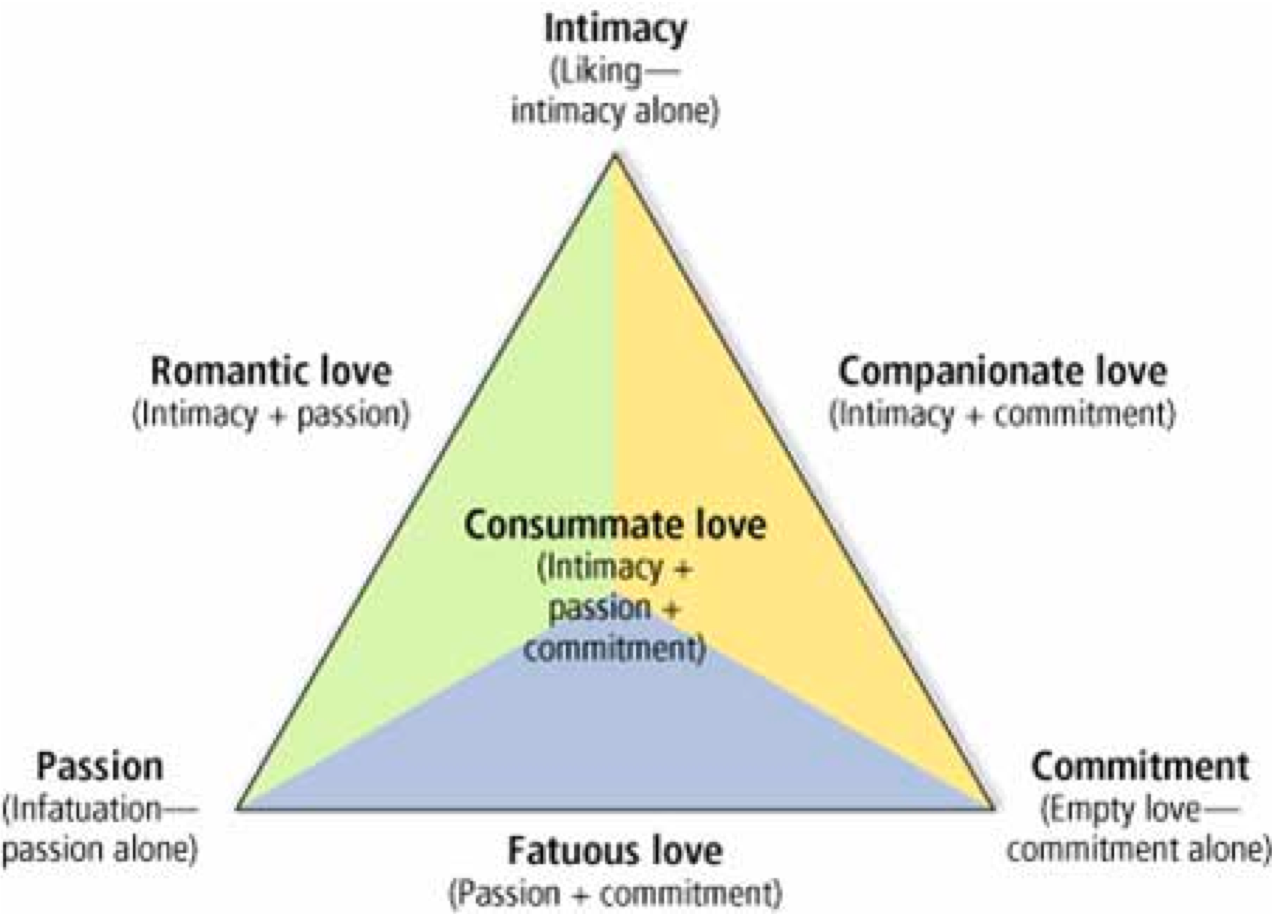 Intimacy
(Liking—
intimacy alone)
Romantic love
(Intimacy + passion)
Companionate love
(Intimacy + commitment)
Consummate love
(Intimacy +
passion +
commitment)
Passion
(Infatuation—
passion alone)
Commitment
(Empty love—
commitment alone)
Fatuous love
(Passion + commitment)